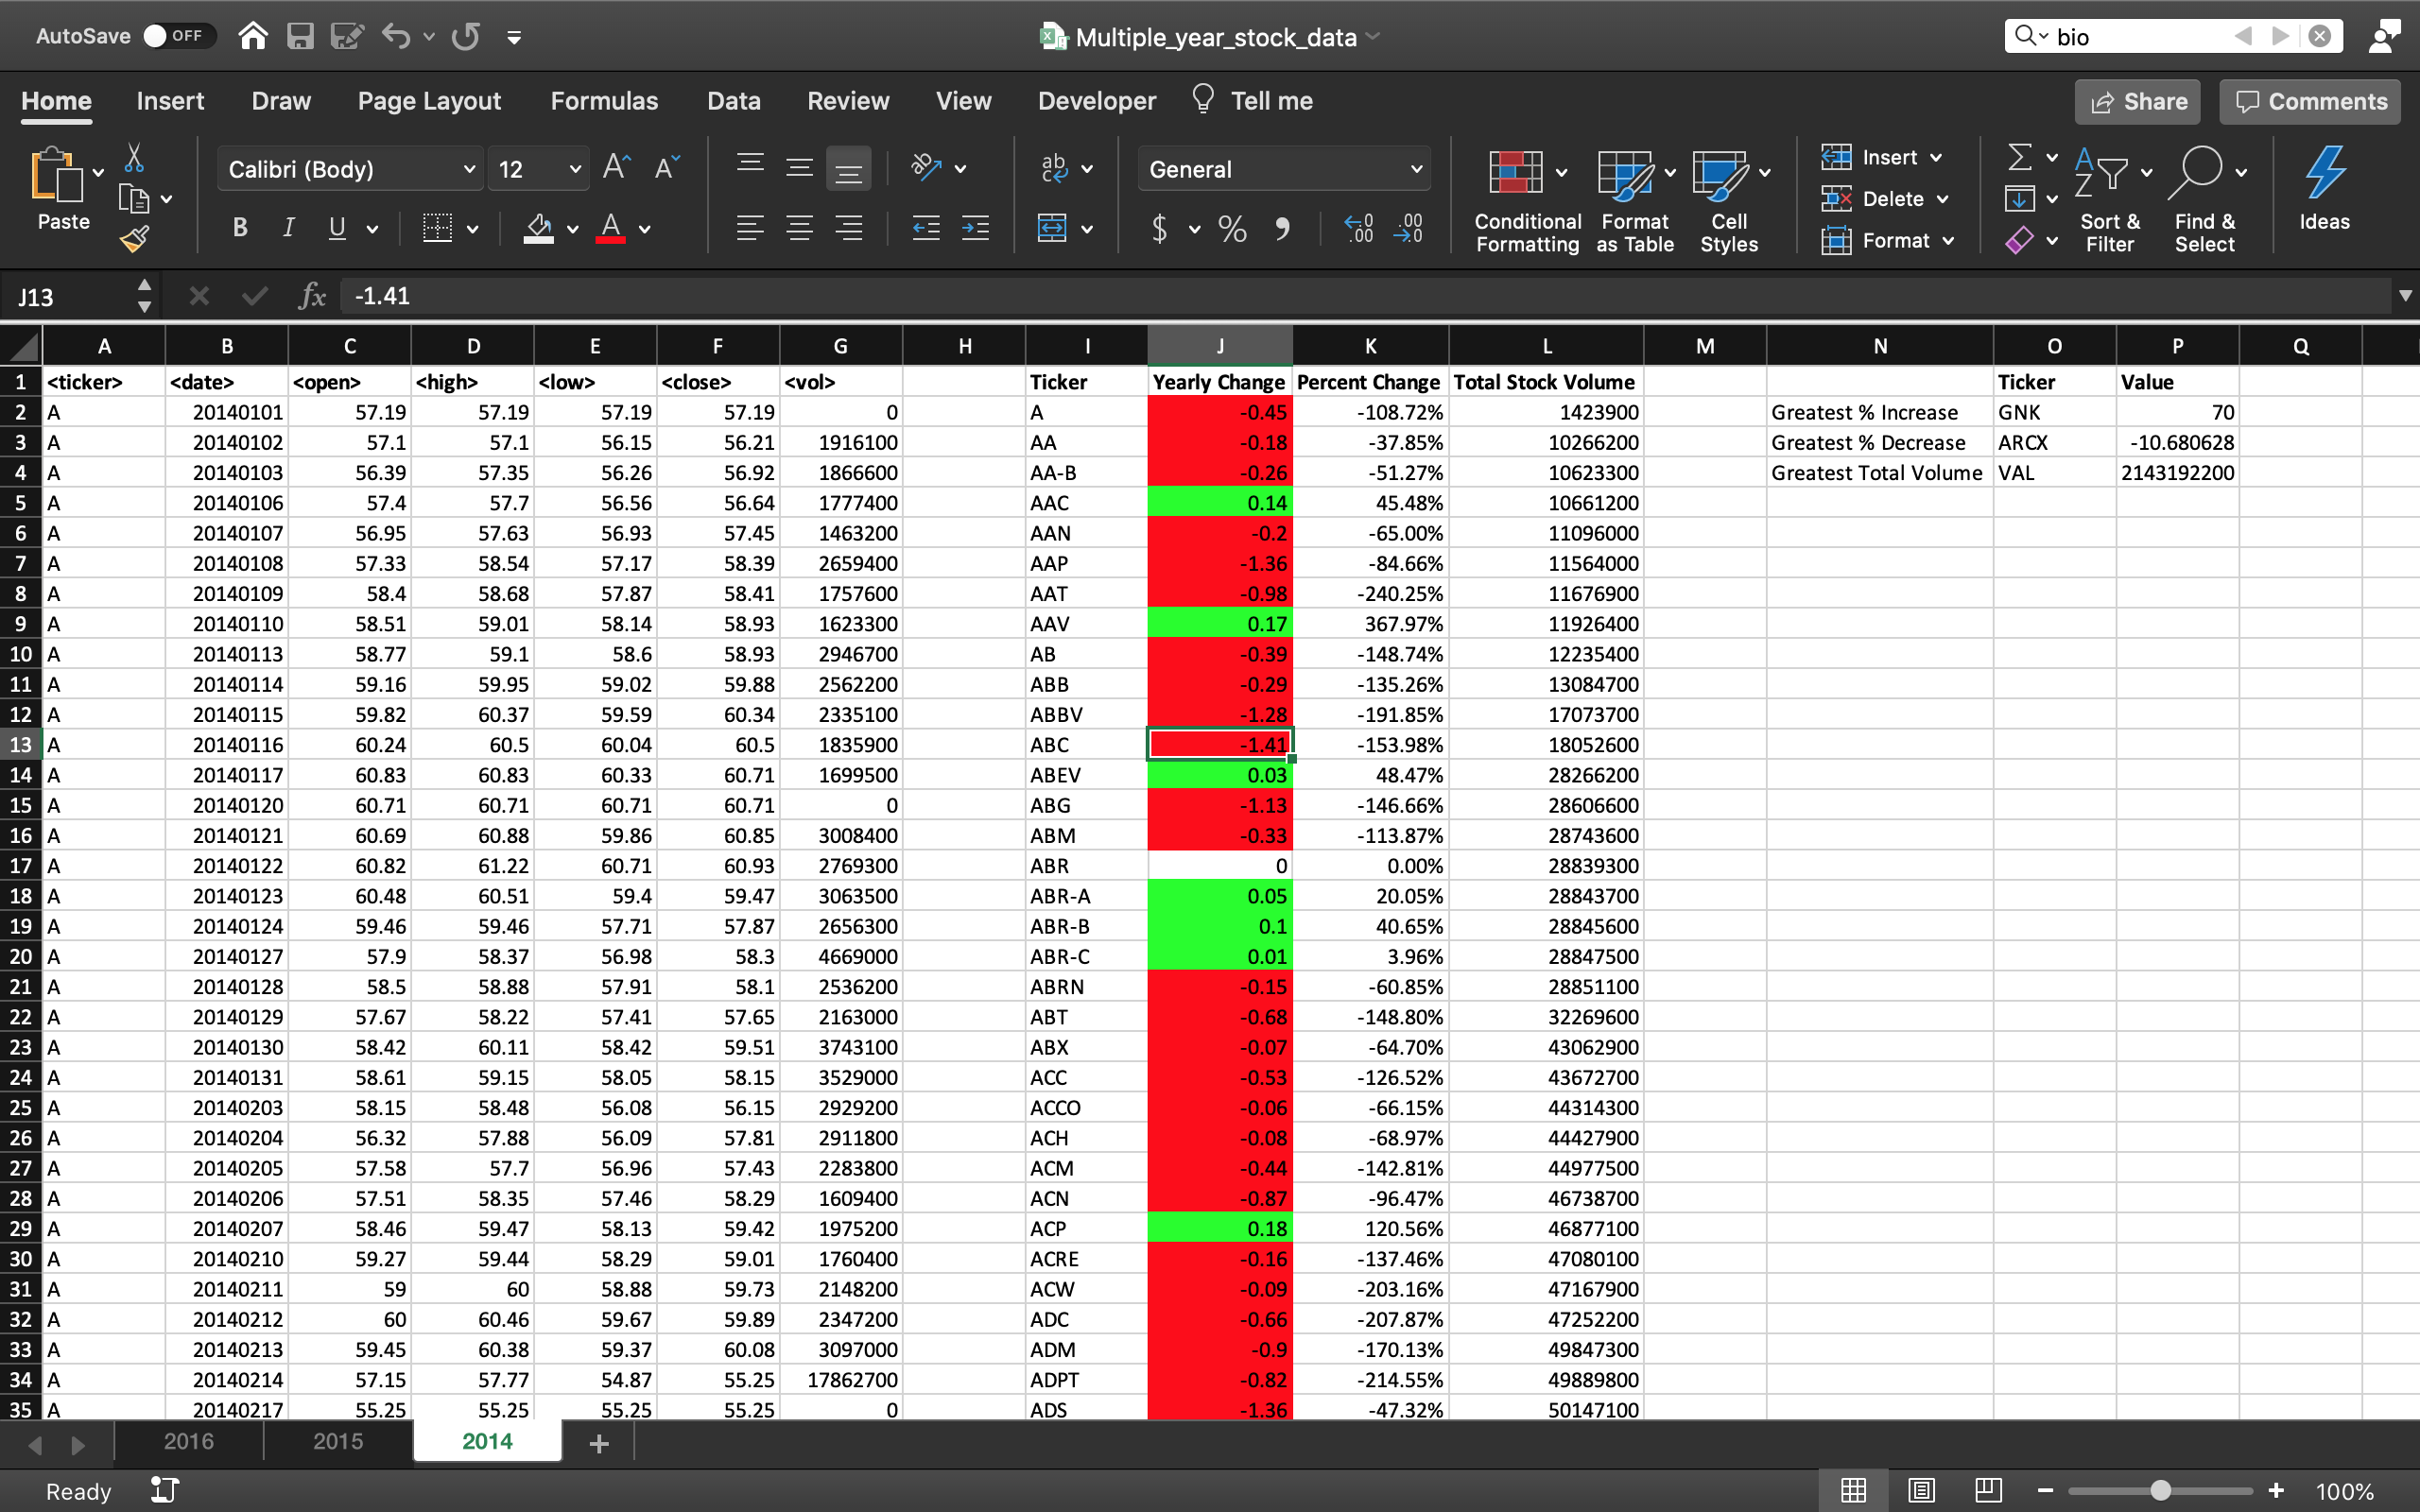 AutoSave OFF Multiple_year_stock_data bio
Home Insert Draw Page Layout Formulas Data Review View Developer Tell me Share Comments
Paste Calibri (Body) 12 General Conditional Formatting Format as Table Cell Styles Insert Delete Format Sort & Filter Find & Select Ideas
J13 fx -1.41
A B C D E F G H I J K L M N O P Q
1 <ticker> <date> <open> <high> <low> <close> <vol> Ticker Yearly Change Percent Change Total Stock Volume Ticker Value
2 A 20140101 57.19 57.19 57.19 57.19 0 A -0.45 -108.72% 1423900 Greatest % Increase GNK 70
3 A 20140102 57.1 57.1 56.15 56.21 1916100 AA -0.18 -37.85% 10266200 Greatest % Decrease ARCX -10.680628
4 A 20140103 56.39 57.35 56.26 56.92 1866600 AA-B -0.26 -51.27% 10623300 Greatest Total Volume VAL 2143192200
5 A 20140106 57.4 57.7 56.56 56.64 1777400 AAC 0.14 45.48% 10661200
6 A 20140107 56.95 57.63 56.93 57.45 1463200 AAN -0.2 -65.00% 11096000
7 A 20140108 57.33 58.54 57.17 58.39 2659400 AAP -1.36 -84.66% 11564000
8 A 20140109 58.4 58.68 57.87 58.41 1757600 AAT -0.98 -240.25% 11676900
9 A 20140110 58.51 59.01 58.14 58.93 1623300 AAV 0.17 367.97% 11926400
10 A 20140113 58.77 59.1 58.6 58.93 2946700 AB -0.39 -148.74% 12235400
11 A 20140114 59.16 59.95 59.02 59.88 2562200 ABB -0.29 -135.26% 13084700
12 A 20140115 59.82 60.37 59.59 60.34 2335100 ABBV -1.28 -191.85% 17073700
13 A 20140116 60.24 60.5 60.04 60.5 1835900 ABC -1.41 -153.98% 18052600
14 A 20140117 60.83 60.83 60.33 60.71 1699500 ABEV 0.03 48.47% 28266200
15 A 20140120 60.71 60.71 60.71 60.71 0 ABG -1.13 -146.66% 28606600
16 A 20140121 60.69 60.88 59.86 60.85 3008400 ABM -0.33 -113.87% 28743600
17 A 20140122 60.82 61.22 60.71 60.93 2769300 ABR 0 0.00% 28839300
18 A 20140123 60.48 60.51 59.4 59.47 3063500 ABR-A 0.05 20.05% 28843700
19 A 20140124 59.46 59.46 57.71 57.87 2656300 ABR-B 0.1 40.65% 28845600
20 A 20140127 57.9 58.37 56.98 58.3 4669000 ABR-C 0.01 3.96% 28847500
21 A 20140128 58.5 58.88 57.91 58.1 2536200 ABRN -0.15 -60.85% 28851100
22 A 20140129 57.67 58.22 57.41 57.65 2163000 ABT -0.68 -148.80% 32269600
23 A 20140130 58.42 60.11 58.42 59.51 3743100 ABX -0.07 -64.70% 43062900
24 A 20140131 58.61 59.15 58.05 58.15 3529000 ACC -0.53 -126.52% 43672700
25 A 20140203 58.15 58.48 56.08 56.15 2929200 ACCO -0.06 -66.15% 44314300
26 A 20140204 56.32 57.88 56.09 57.81 2911800 ACH -0.08 -68.97% 44427900
27 A 20140205 57.58 57.7 56.96 57.43 2283800 ACM -0.44 -142.81% 44977500
28 A 20140206 57.51 58.35 57.46 58.29 1609400 ACN -0.87 -96.47% 46738700
29 A 20140207 58.46 59.47 58.13 59.42 1975200 ACP 0.18 120.56% 46877100
30 A 20140210 59.27 59.44 58.29 59.01 1760400 ACRE -0.16 -137.46% 47080100
31 A 20140211 59 60 58.88 59.73 2148200 ACW -0.09 -203.16% 47167900
32 A 20140212 60 60.46 59.67 59.89 2347200 ADC -0.66 -207.87% 47252200
33 A 20140213 59.45 60.38 59.37 60.08 3097000 ADM -0.9 -170.13% 49847300
34 A 20140214 57.15 57.77 54.87 55.25 17862700 ADPT -0.82 -214.55% 49889800
35 A 20140217 55.25 55.25 55.25 55.25 0 ADS -1.36 -47.32% 50147100
2016 2015 2014 +
Ready 100%